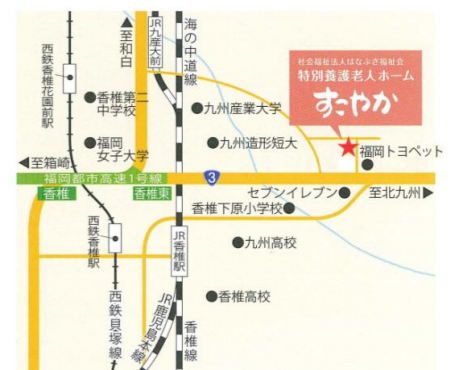 至和白
JR九産大前
海の中道線
社会福祉法人はなぶさ福祉会
特別養護老人ホーム
すこやか
西鉄香椎花園前駅
香椎第二
中学校
九州産業大学
福岡
女子大学
九州造形短大
福岡トヨペット
至箱崎
福岡都市高速1号線
3
香椎
香椎東
セブンイレブン
至北九州
香椎下原小学校
西鉄香椎駅
JR香椎駅
九州高校
香椎高校
西鉄貝塚線
JR鹿児島本線
香椎線